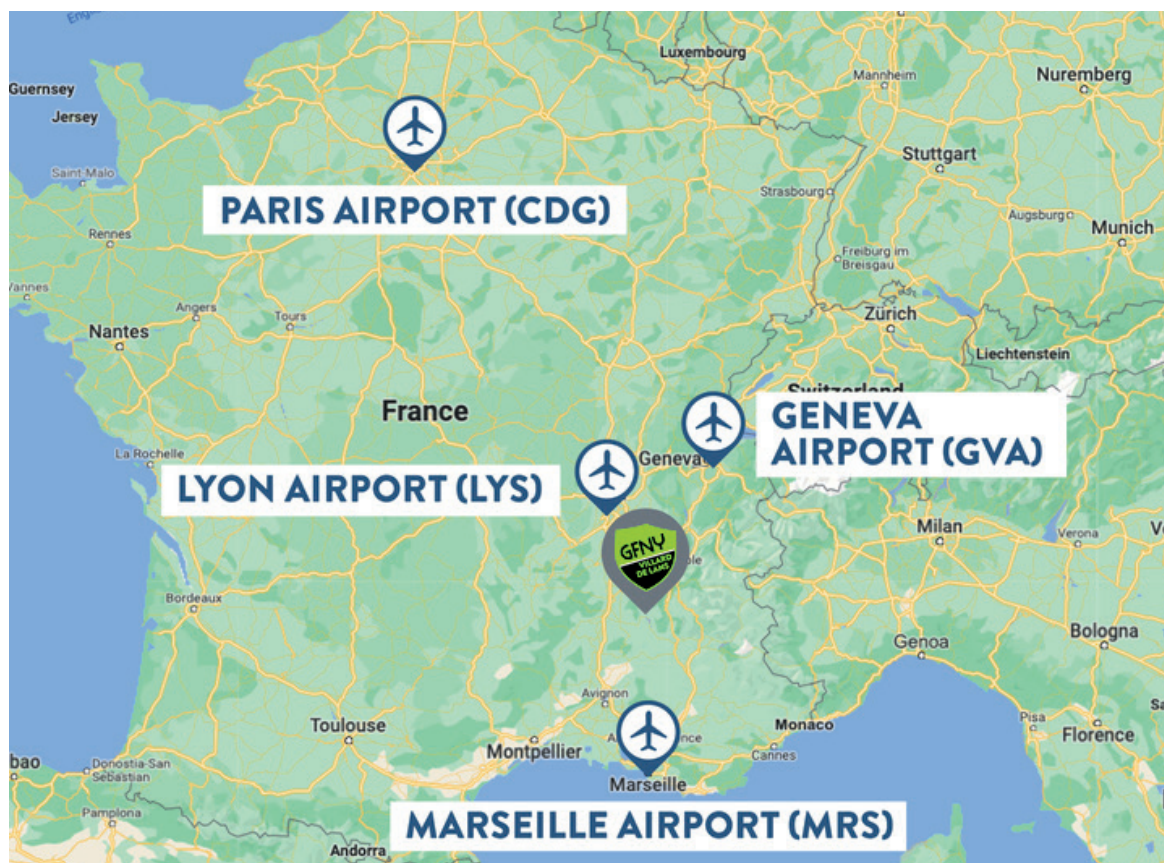 Guernsey
Jersey
Luxembourg
Mannheim
Nuremberg
Saint Malo
Rennes
PARIS AIRPORT (CDG)
Strasbourg
Stuttgart
Augsburg
Munich
Freiburg im
Breisgau
Vannes
Angers
Tours
Nantes
Zürich
Liechtenstein
Switzerland
France
GENEVA
AIRPORT (GVA)
La Rochelle
Geneva
LYON AIRPORT (LYS)
GFNY
VILLARD
DE LANS
Milan
Verona
Bordeaux
Genoa
Bologna
Avignon
Monaco
Pisa
Florence
Toulouse
Montpellier
Cannes
bao
Donostia-San
Sebastián
Marseille
Pamplona
MARSEILLE AIRPORT (MRS)
Andorra